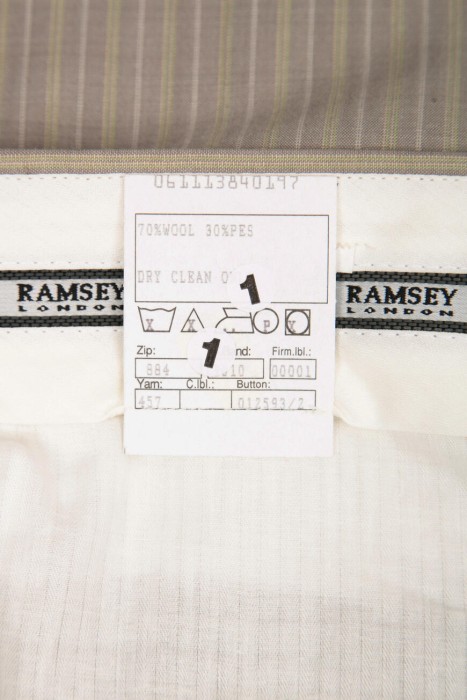 061113840197
70%WOOL 30%PES
DRY CLEAN O
1
RAMSEY
LONDON
RAMSEY
LONDON
X X P X
1
Zip: nd: Firm.lbl.:
884 10 00001
Yarn: C.lbl.: Button:
457 012593/2